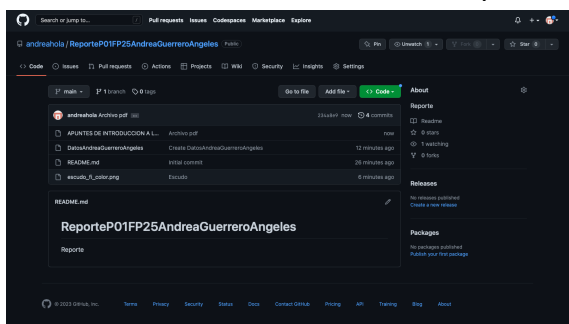 Search or jump to... / Pull requests Issues Codespaces Marketplace Explore
andreahola / ReporteP01FP25AndreaGuerreroAngeles Public Pin Unwatch 1 Fork 0 Star 0
Code Issues Pull requests Actions Projects Wiki Security Insights Settings
main 1 branch 0 tags Go to file Add file Code
About
andreahola Archivo pdf now 4 commits
Reporte
APUNTES DE INTRODUCCION A L... Archivo pdf now
Readme
DatosAndreaGuerreroAngeles Create DatosAndreaGuerreroAngeles 12 minutes ago
0 stars
1 watching
README.md Initial commit 26 minutes ago
0 forks
escudo_fi_color.png Escudo 6 minutes ago
Releases
README.md
No releases published
Create a new release
ReporteP01FP25AndreaGuerreroAngeles
Packages
Reporte
No packages published
Publish your first package
© 2023 GitHub, Inc. Terms Privacy Security Status Docs Contact GitHub Pricing API Training Blog About